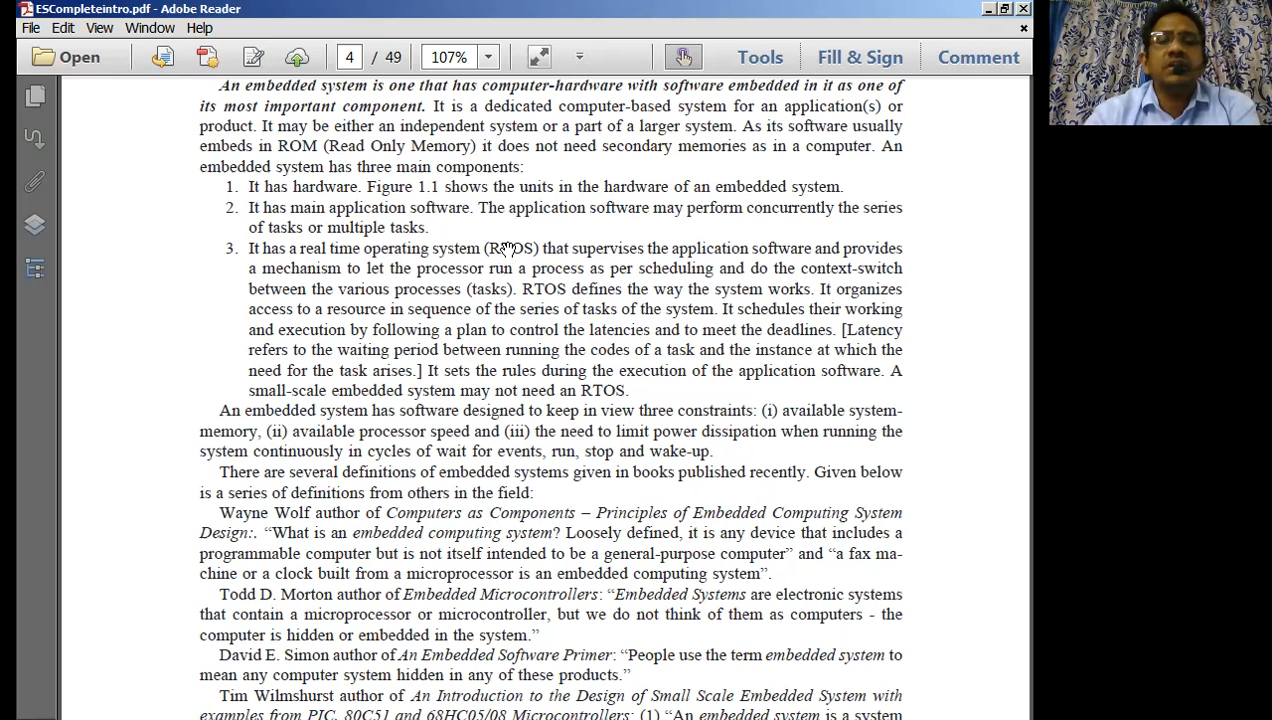 ESCompleteintro.pdf - Adobe Reader
File Edit View Window Help
Open 4 / 49 107% Tools Fill & Sign Comment
An embedded system is one that has computer-hardware with software embedded in it as one of
its most important component. It is a dedicated computer-based system for an application(s) or
product. It may be either an independent system or a part of a larger system. As its software usually
embeds in ROM (Read Only Memory) it does not need secondary memories as in a computer. An
embedded system has three main components:
1. It has hardware. Figure 1.1 shows the units in the hardware of an embedded system.
2. It has main application software. The application software may perform concurrently the series
of tasks or multiple tasks.
3. It has a real time operating system (RTOS) that supervises the application software and provides
a mechanism to let the processor run a process as per scheduling and do the context-switch
between the various processes (tasks). RTOS defines the way the system works. It organizes
access to a resource in sequence of the series of tasks of the system. It schedules their working
and execution by following a plan to control the latencies and to meet the deadlines. [Latency
refers to the waiting period between running the codes of a task and the instance at which the
need for the task arises.] It sets the rules during the execution of the application software. A
small-scale embedded system may not need an RTOS.
An embedded system has software designed to keep in view three constraints: (i) available system-
memory, (ii) available processor speed and (iii) the need to limit power dissipation when running the
system continuously in cycles of wait for events, run, stop and wake-up.
There are several definitions of embedded systems given in books published recently. Given below
is a series of definitions from others in the field:
Wayne Wolf author of Computers as Components – Principles of Embedded Computing System
Design:. “What is an embedded computing system? Loosely defined, it is any device that includes a
programmable computer but is not itself intended to be a general-purpose computer” and “a fax ma-
chine or a clock built from a microprocessor is an embedded computing system”.
Todd D. Morton author of Embedded Microcontrollers: “Embedded Systems are electronic systems
that contain a microprocessor or microcontroller, but we do not think of them as computers - the
computer is hidden or embedded in the system.”
David E. Simon author of An Embedded Software Primer: “People use the term embedded system to
mean any computer system hidden in any of these products.”
Tim Wilmshurst author of An Introduction to the Design of Small Scale Embedded System with
examples from PIC, 80C51 and 68HC05/08 Microcontrollers: (1) “An embedded system is a system